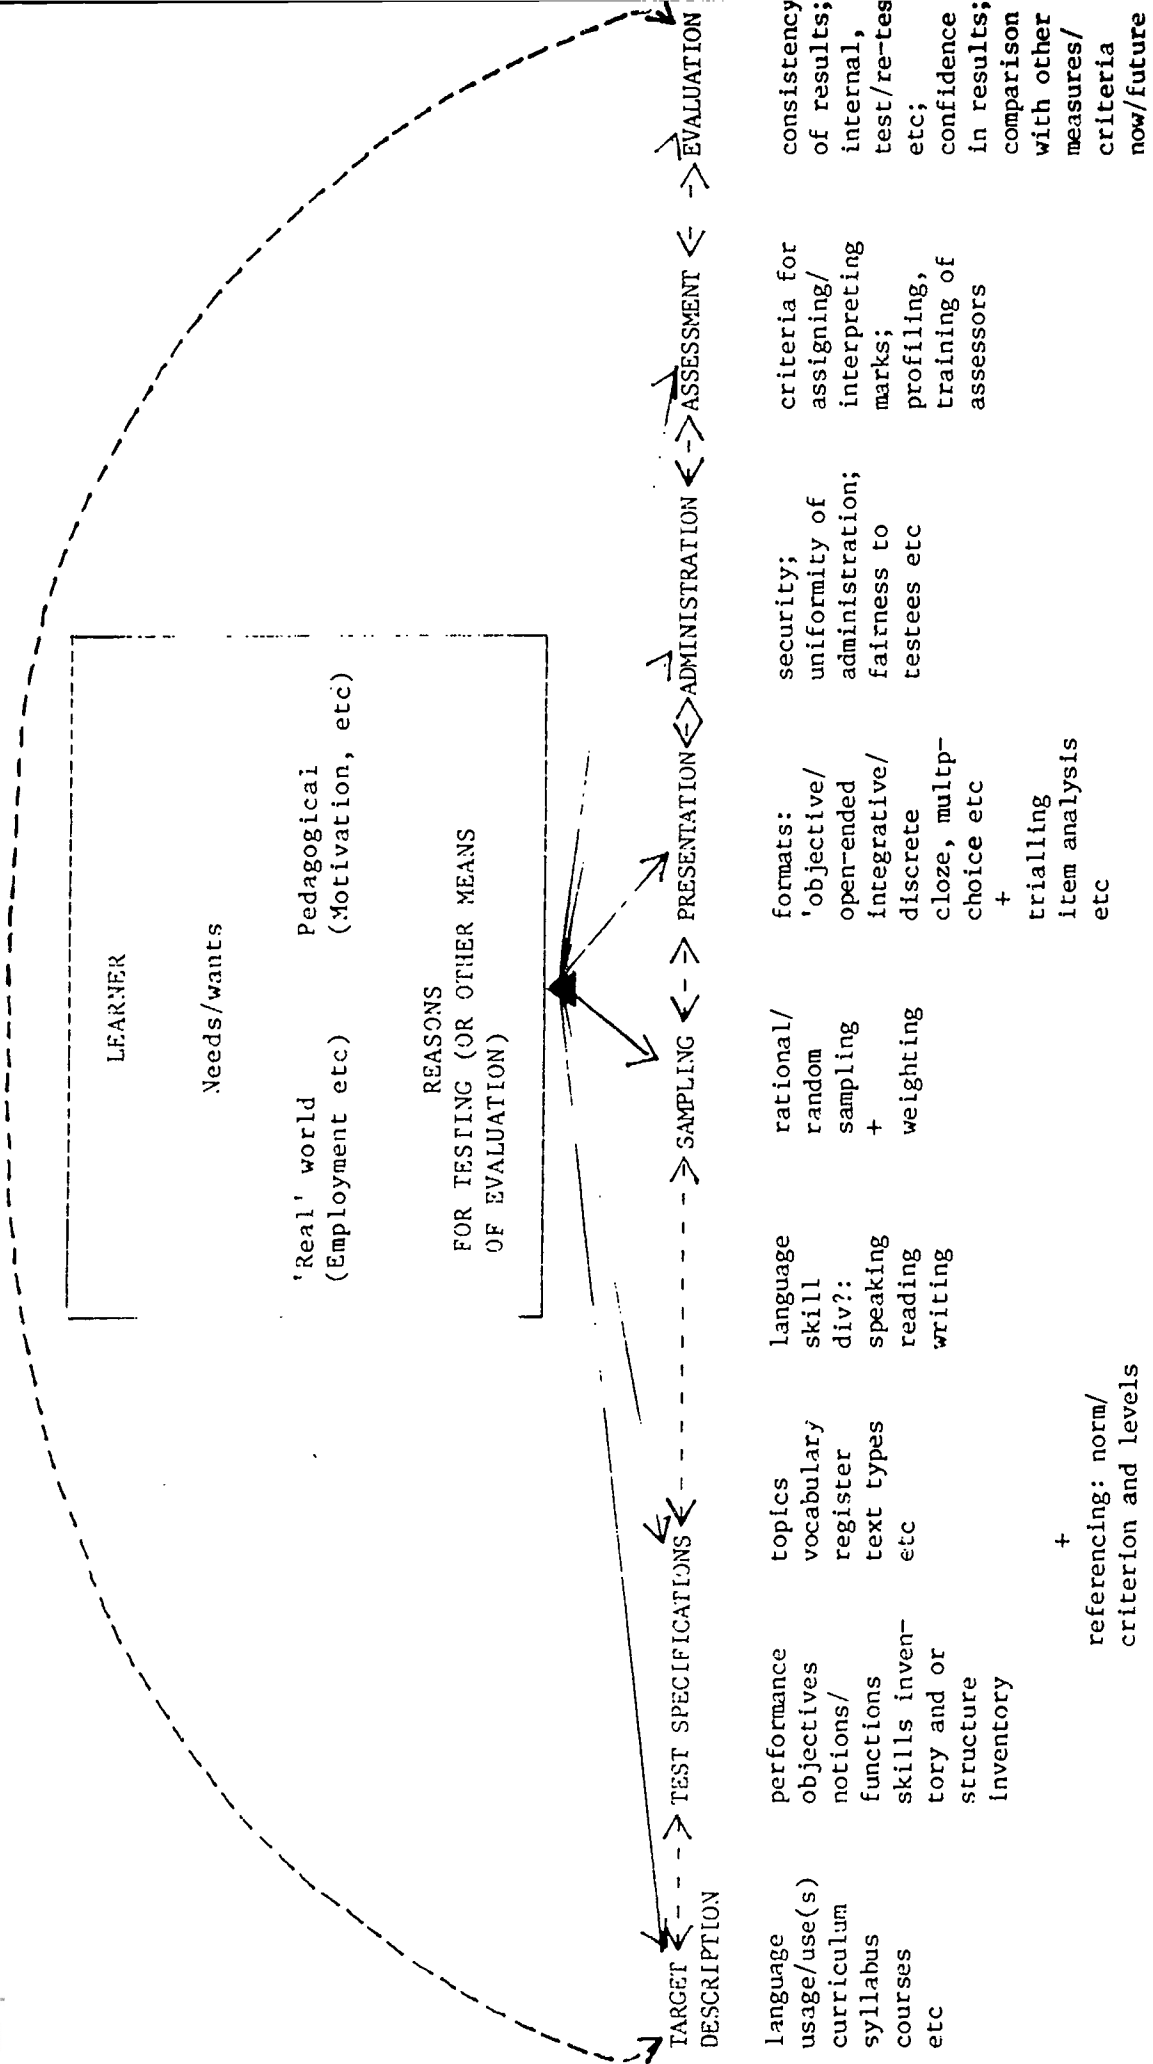 LEARNER
Needs/wants
'Real' world
(Employment etc)
Pedagogical
(Motivation, etc)
REASONS
FOR TESTING (OR OTHER MEANS
OF EVALUATION)
TARGET
DESCRIPTION
TEST SPECIFICATIONS
SAMPLING
PRESENTATION
ADMINISTRATION
ASSESSMENT
EVALUATION
language
usage/use(s)
curriculum
syllabus
courses
etc
performance
objectives
notions/
functions
skills inven-
tory and or
structure
inventory
topics
vocabulary
register
text types
etc
language
skill
div?:
speaking
reading
writing
+
referencing: norm/
criterion and levels
rational/
random
sampling
+
weighting
formats:
'objective/
open-ended
integrative/
discrete
cloze, multp-
choice etc
+
trialling
item analysis
etc
security;
uniformity of
administration;
fairness to
testees etc
criteria for
assigning/
interpreting
marks;
profiling,
training of
assessors
consistency
of results;
internal,
test/re-tes
etc;
confidence
in results;
comparison
with other
measures/
criteria
now/future